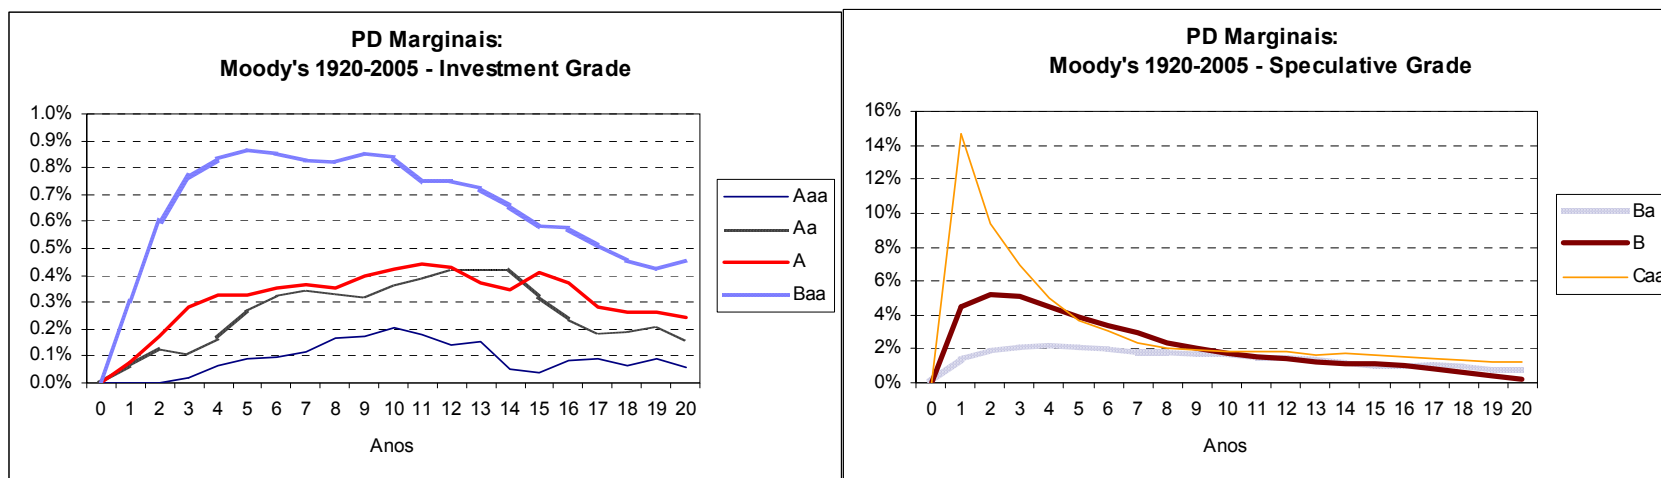 PD Marginais:
Moody's 1920-2005 - Investment Grade
1.0%
0.9%
0.8%
0.7%
0.6%
0.5%
0.4%
0.3%
0.2%
0.1%
0.0%
0 1 2 3 4 5 6 7 8 9 10 11 12 13 14 15 16 17 18 19 20
Anos
Aaa
Aa
A
Baa
PD Marginais:
Moody's 1920-2005 - Speculative Grade
16%
14%
12%
10%
8%
6%
4%
2%
0%
0 1 2 3 4 5 6 7 8 9 10 11 12 13 14 15 16 17 18 19 20
Anos
Ba
B
Caa